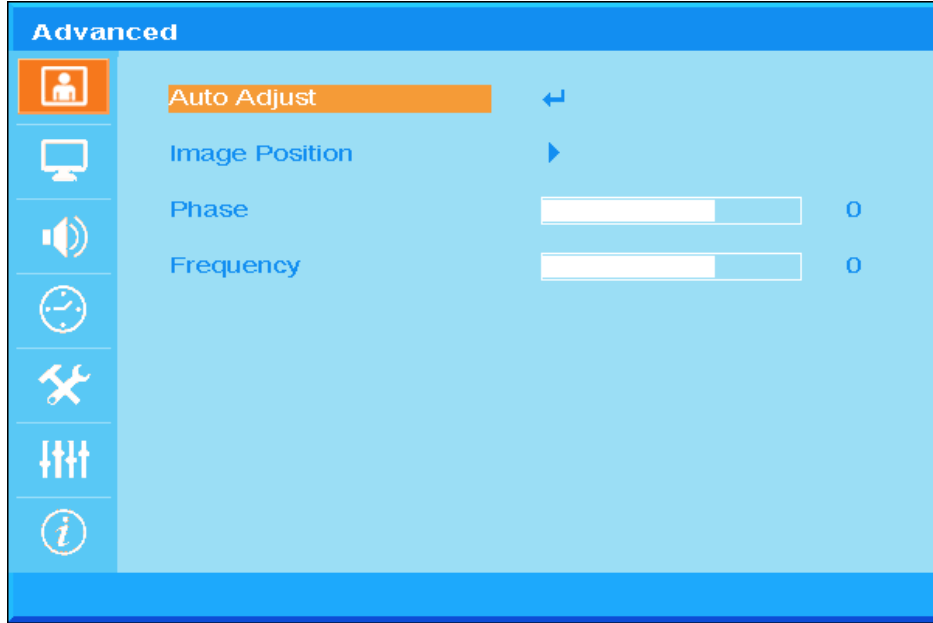 Advanced
Auto Adjust
Image Position
Phase 0
Frequency 0